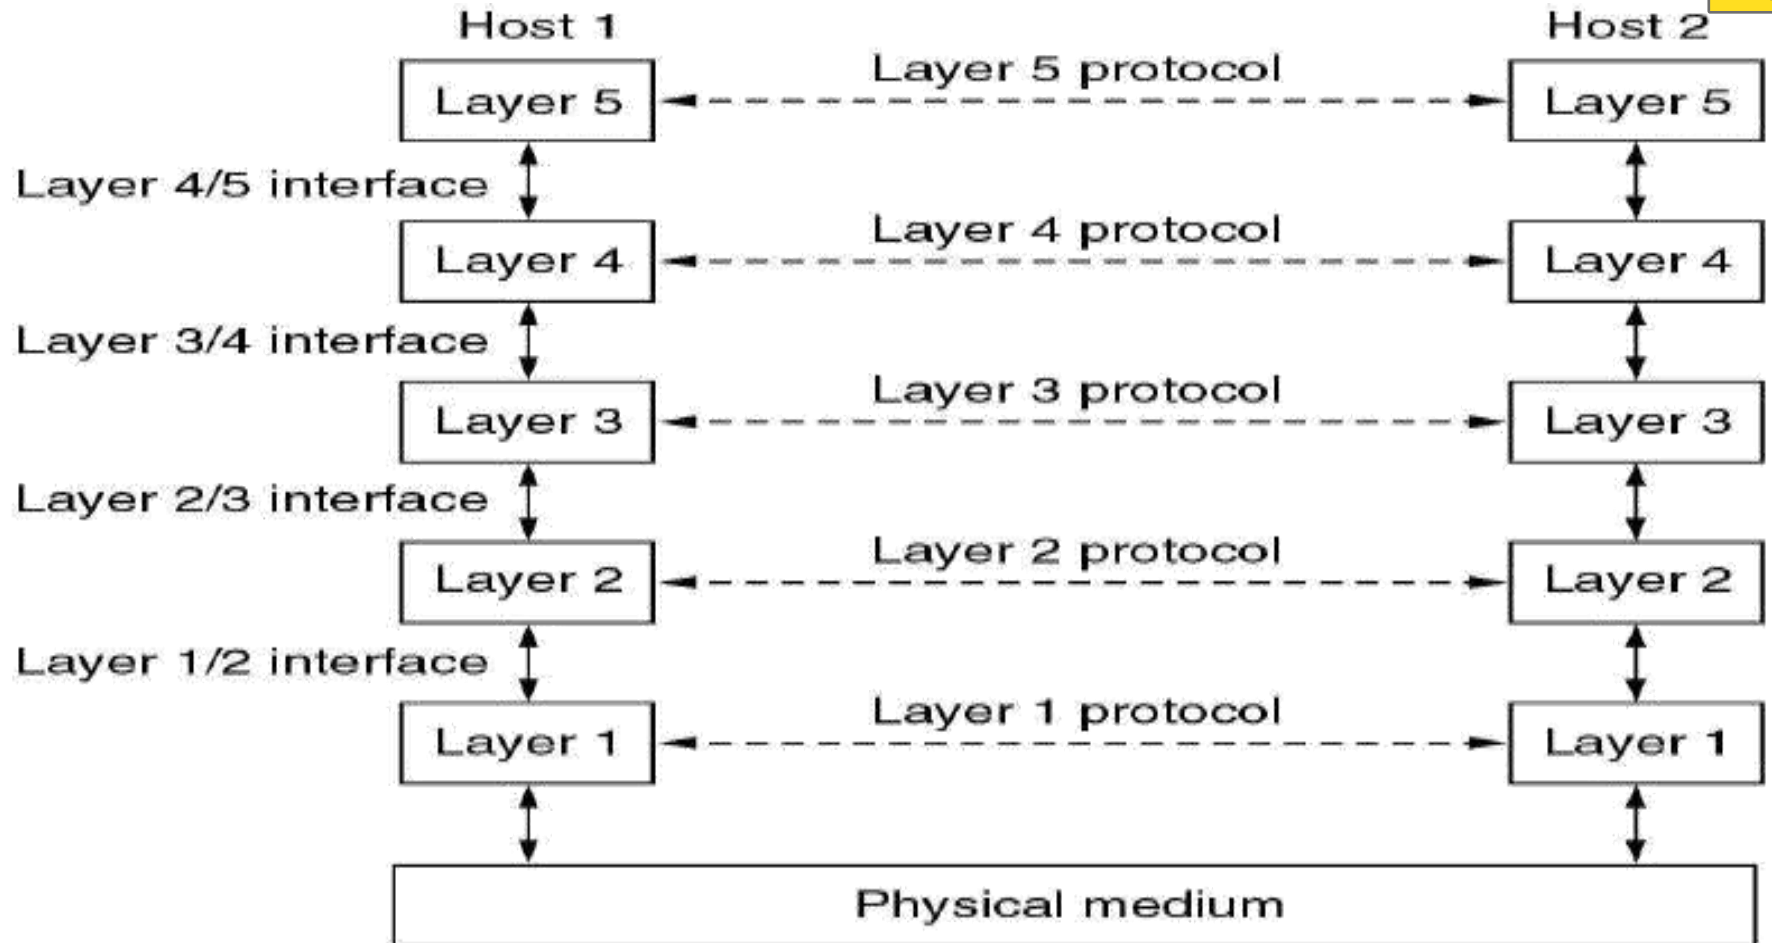 Host 1
Host 2
Layer 5 protocol
Layer 5
Layer 5
Layer 4/5 interface
Layer 4 protocol
Layer 4
Layer 4
Layer 3/4 interface
Layer 3 protocol
Layer 3
Layer 3
Layer 2/3 interface
Layer 2 protocol
Layer 2
Layer 2
Layer 1/2 interface
Layer 1 protocol
Layer 1
Layer 1
Physical medium